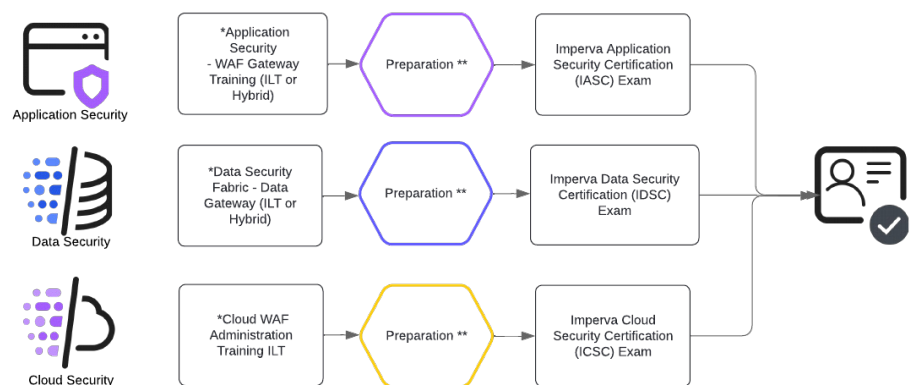 Application Security
*Application
Security
- WAF Gateway
Training (ILT or
Hybrid)
Preparation **
Imperva Application
Security Certification
(IASC) Exam
Data Security
*Data Security
Fabric - Data
Gateway (ILT or
Hybrid)
Preparation **
Imperva Data Security
Certification (IDSC)
Exam
Cloud Security
*Cloud WAF
Administration
Training ILT
Preparation **
Imperva Cloud
Security Certification
(ICSC) Exam